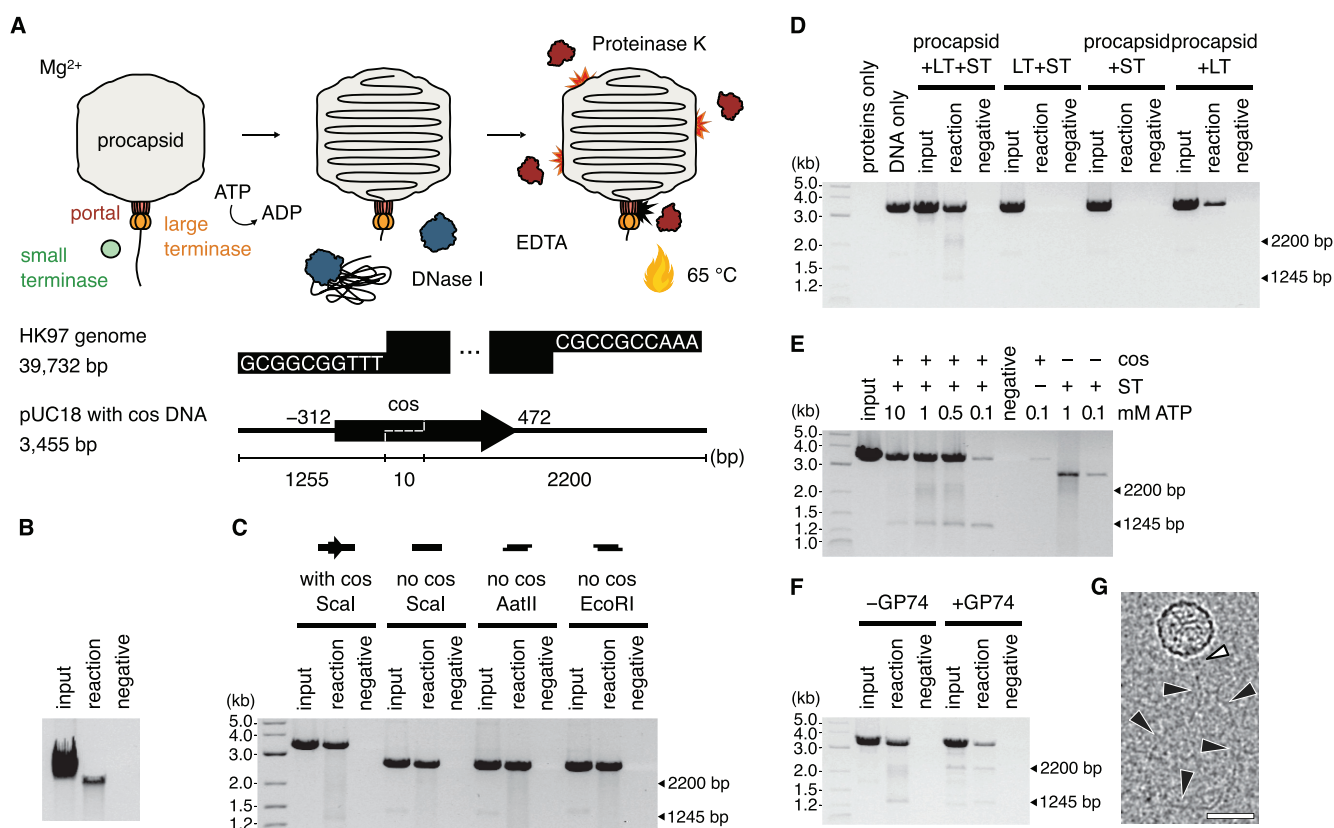 A
Mg2+
procapsid
portal
small
terminase
large
terminase
ATP
ADP
DNase I
Proteinase K
EDTA
65 °C
HK97 genome
39,732 bp
GCGGCGGTTT
...
CGCCGCCAAA
pUC18 with cos DNA
3,455 bp
–312
cos
472
(bp)
1255
10
2200
B
input
reaction
negative
C
with cos
ScaI
no cos
ScaI
no cos
AatII
no cos
EcoRI
input
reaction
negative
input
reaction
negative
input
reaction
negative
input
reaction
negative
(kb)
5.0
4.0
3.0
2.0
1.5
1.2
2200 bp
1245 bp
D
proteins only
DNA only
procapsid
+LT+ST
LT+ST
procapsid
+ST
procapsid
+LT
input
reaction
negative
input
reaction
negative
input
reaction
negative
input
reaction
negative
(kb)
5.0
4.0
3.0
2.0
1.5
1.2
2200 bp
1245 bp
E
input
negative
+ + + + + – – cos
+ + + + – + + ST
10 1 0.5 0.1 0.1 1 0.1 mM ATP
(kb)
5.0
4.0
3.0
2.0
1.5
1.2
1.0
2200 bp
1245 bp
F
–GP74
+GP74
input
reaction
negative
input
reaction
negative
(kb)
5.0
4.0
3.0
2.0
1.5
1.2
2200 bp
1245 bp
G